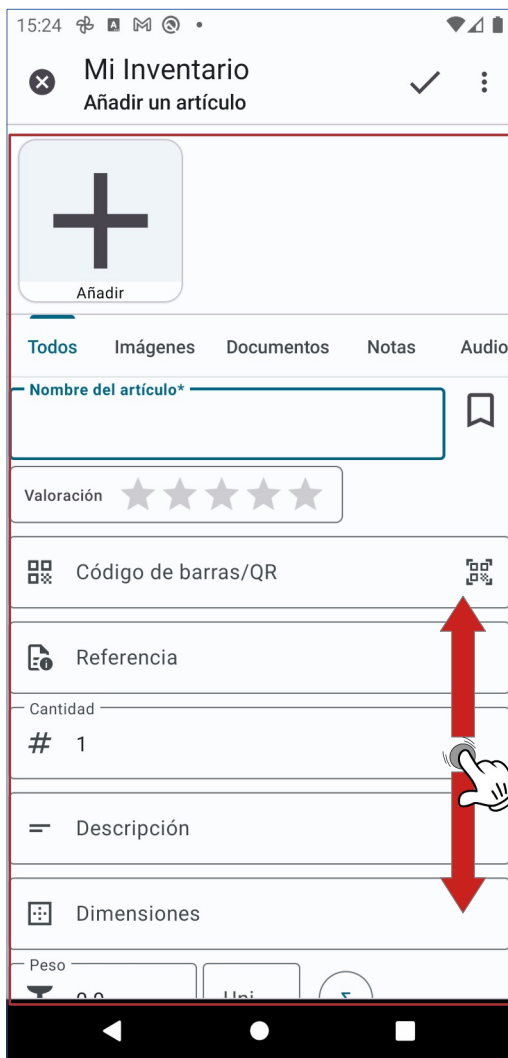 15:24
Mi Inventario
Añadir un artículo
Añadir
Todos Imágenes Documentos Notas Audio
Nombre del artículo*
Valoración
Código de barras/QR
Referencia
Cantidad
# 1
Descripción
Dimensiones
Peso